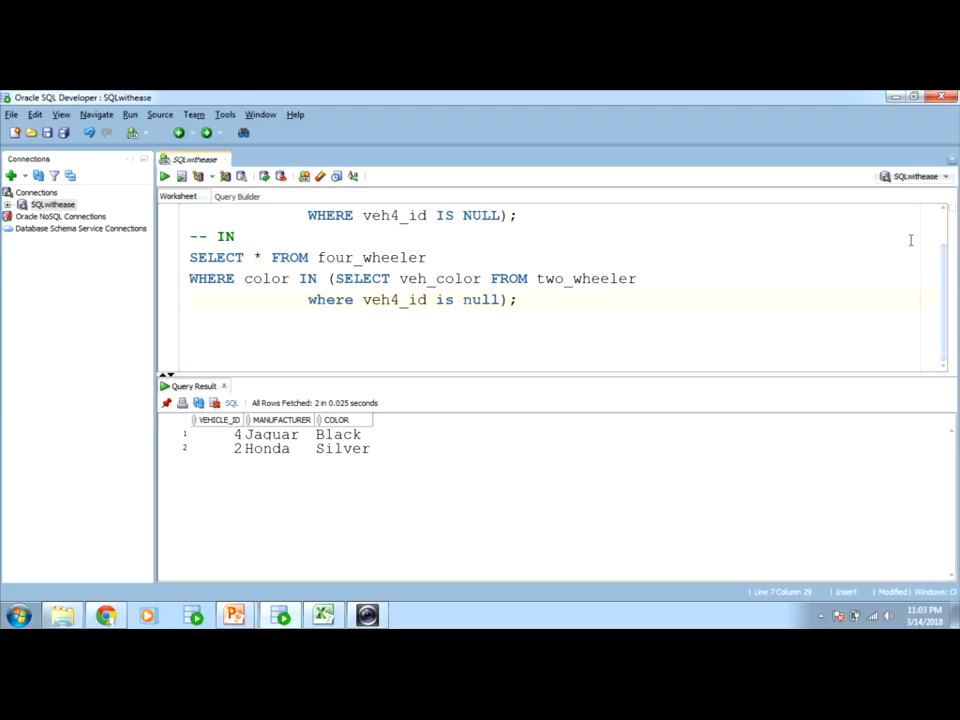 Oracle SQL Developer : SQLwithease
File Edit View Navigate Run Source Team Tools Window Help
Connections
SQLwithease
Connections
SQLwithease
Oracle NoSQL Connections
Database Schema Service Connections
SQLwithease
Worksheet Query Builder
WHERE veh4_id IS NULL);
-- IN
SELECT * FROM four_wheeler
WHERE color IN (SELECT veh_color FROM two_wheeler
where veh4_id is null);
Query Result x
SQL All Rows Fetched: 2 in 0.025 seconds
VEHICLE_ID MANUFACTURER COLOR
1 4 Jaguar Black
2 2 Honda Silver
Line 7 Column 29 Insert Modified Windows: Cl
11:03 PM
3/14/2018